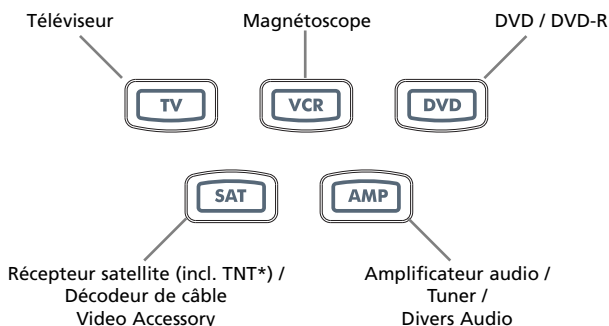 Téléviseur
Magnétoscope
DVD / DVD-R
TV
VCR
DVD
SAT
AMP
Récepteur satellite (incl. TNT*) /
Décodeur de câble
Video Accessory
Amplificateur audio /
Tuner /
Divers Audio